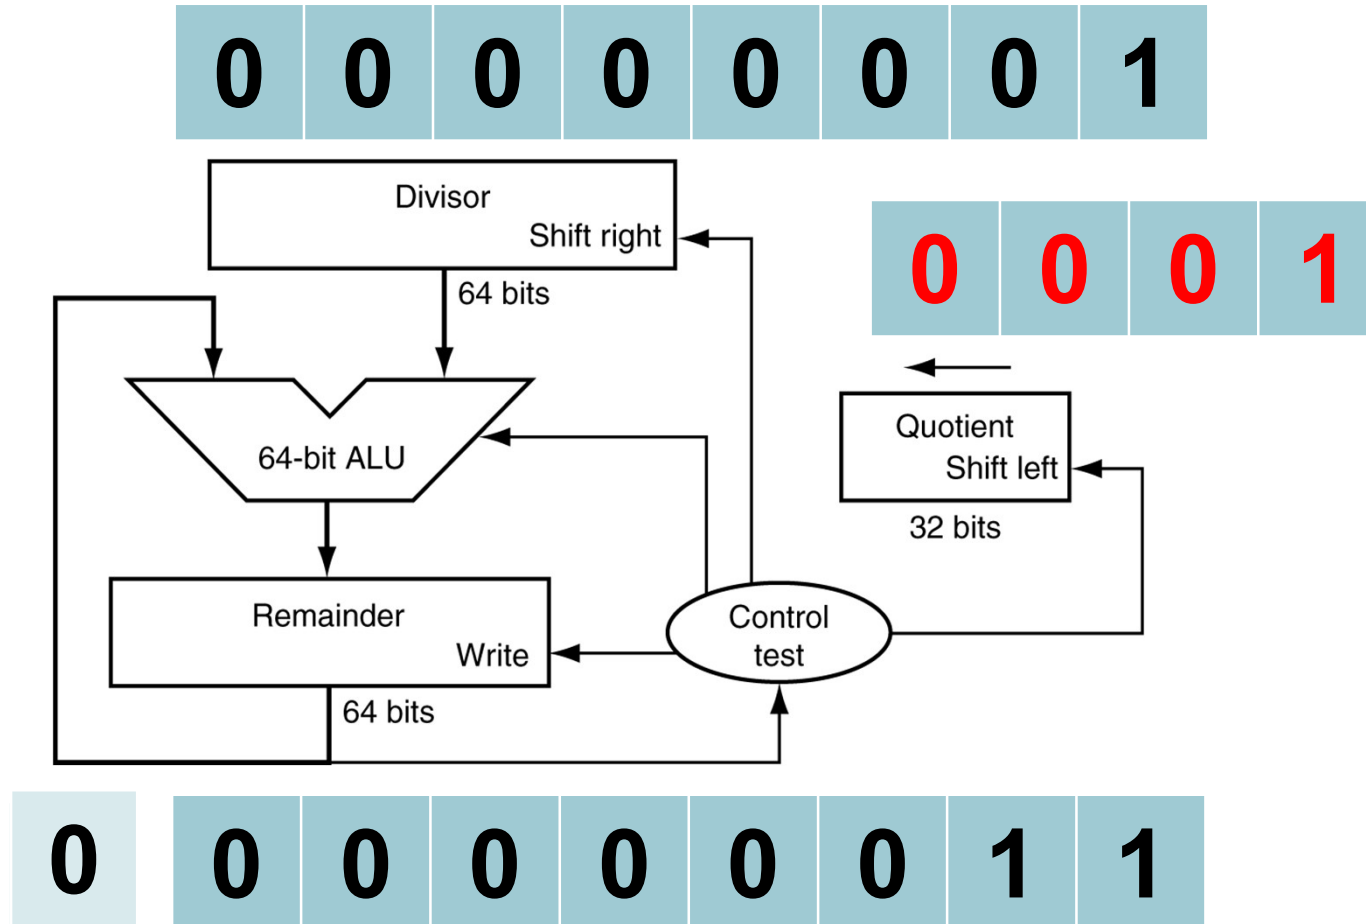 0 0 0 0 0 0 0 1
Divisor
Shift right
0 0 0 1
64 bits
Quotient
64-bit ALU
Shift left
32 bits
Remainder
Control
test
Write
64 bits
0 0 0 0 0 0 0 1 1